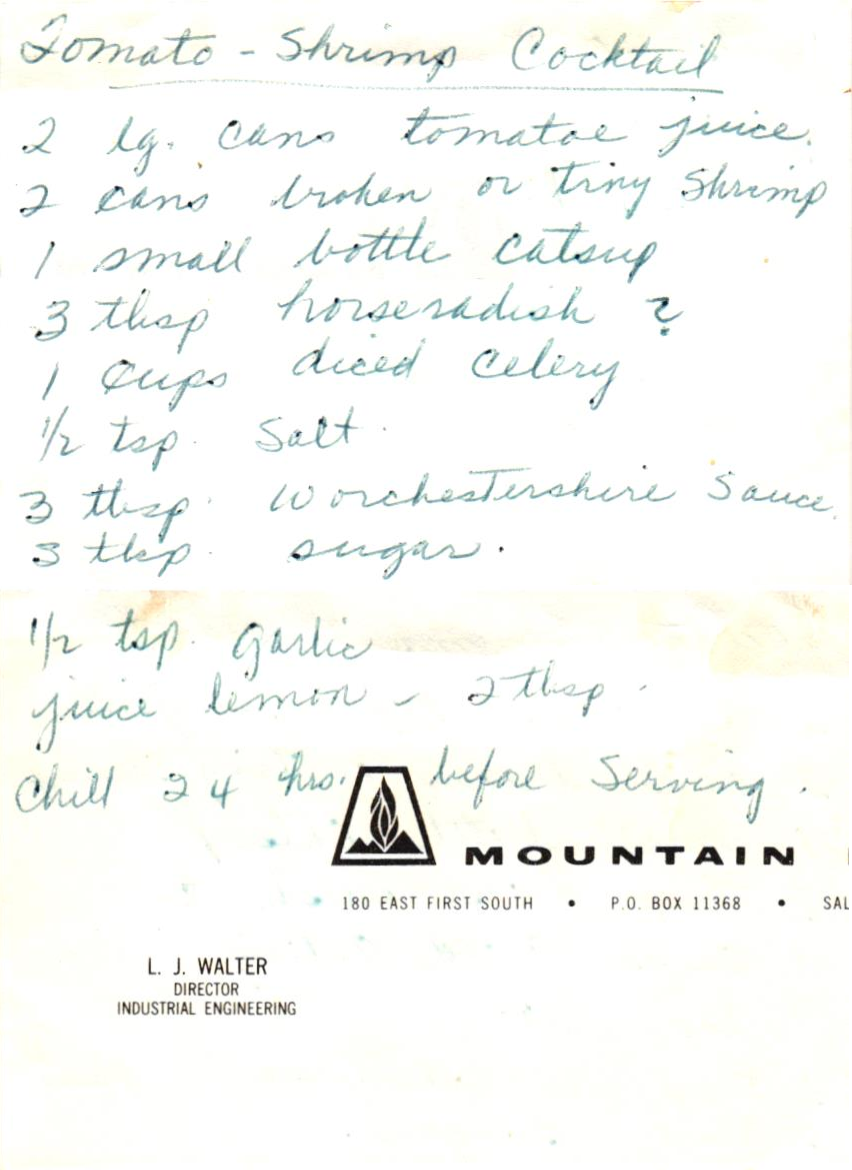 Tomato - Shrimp Cocktail
2 lg. cans tomatoe juice.
2 cans broken or tiny Shrimp
1 small bottle catsup
3 tbsp horseradish ?
1 cups diced celery
1/2 tsp. Salt.
3 tbsp. Worchestershire Sauce.
3 tbsp. sugar.
1/2 tsp. garlic
juice lemon - 2 tbsp.
Chill 24 hrs. before Serving.
MOUNTAIN
180 EAST FIRST SOUTH • P.O. BOX 11368 • SAL
L. J. WALTER
DIRECTOR
INDUSTRIAL ENGINEERING